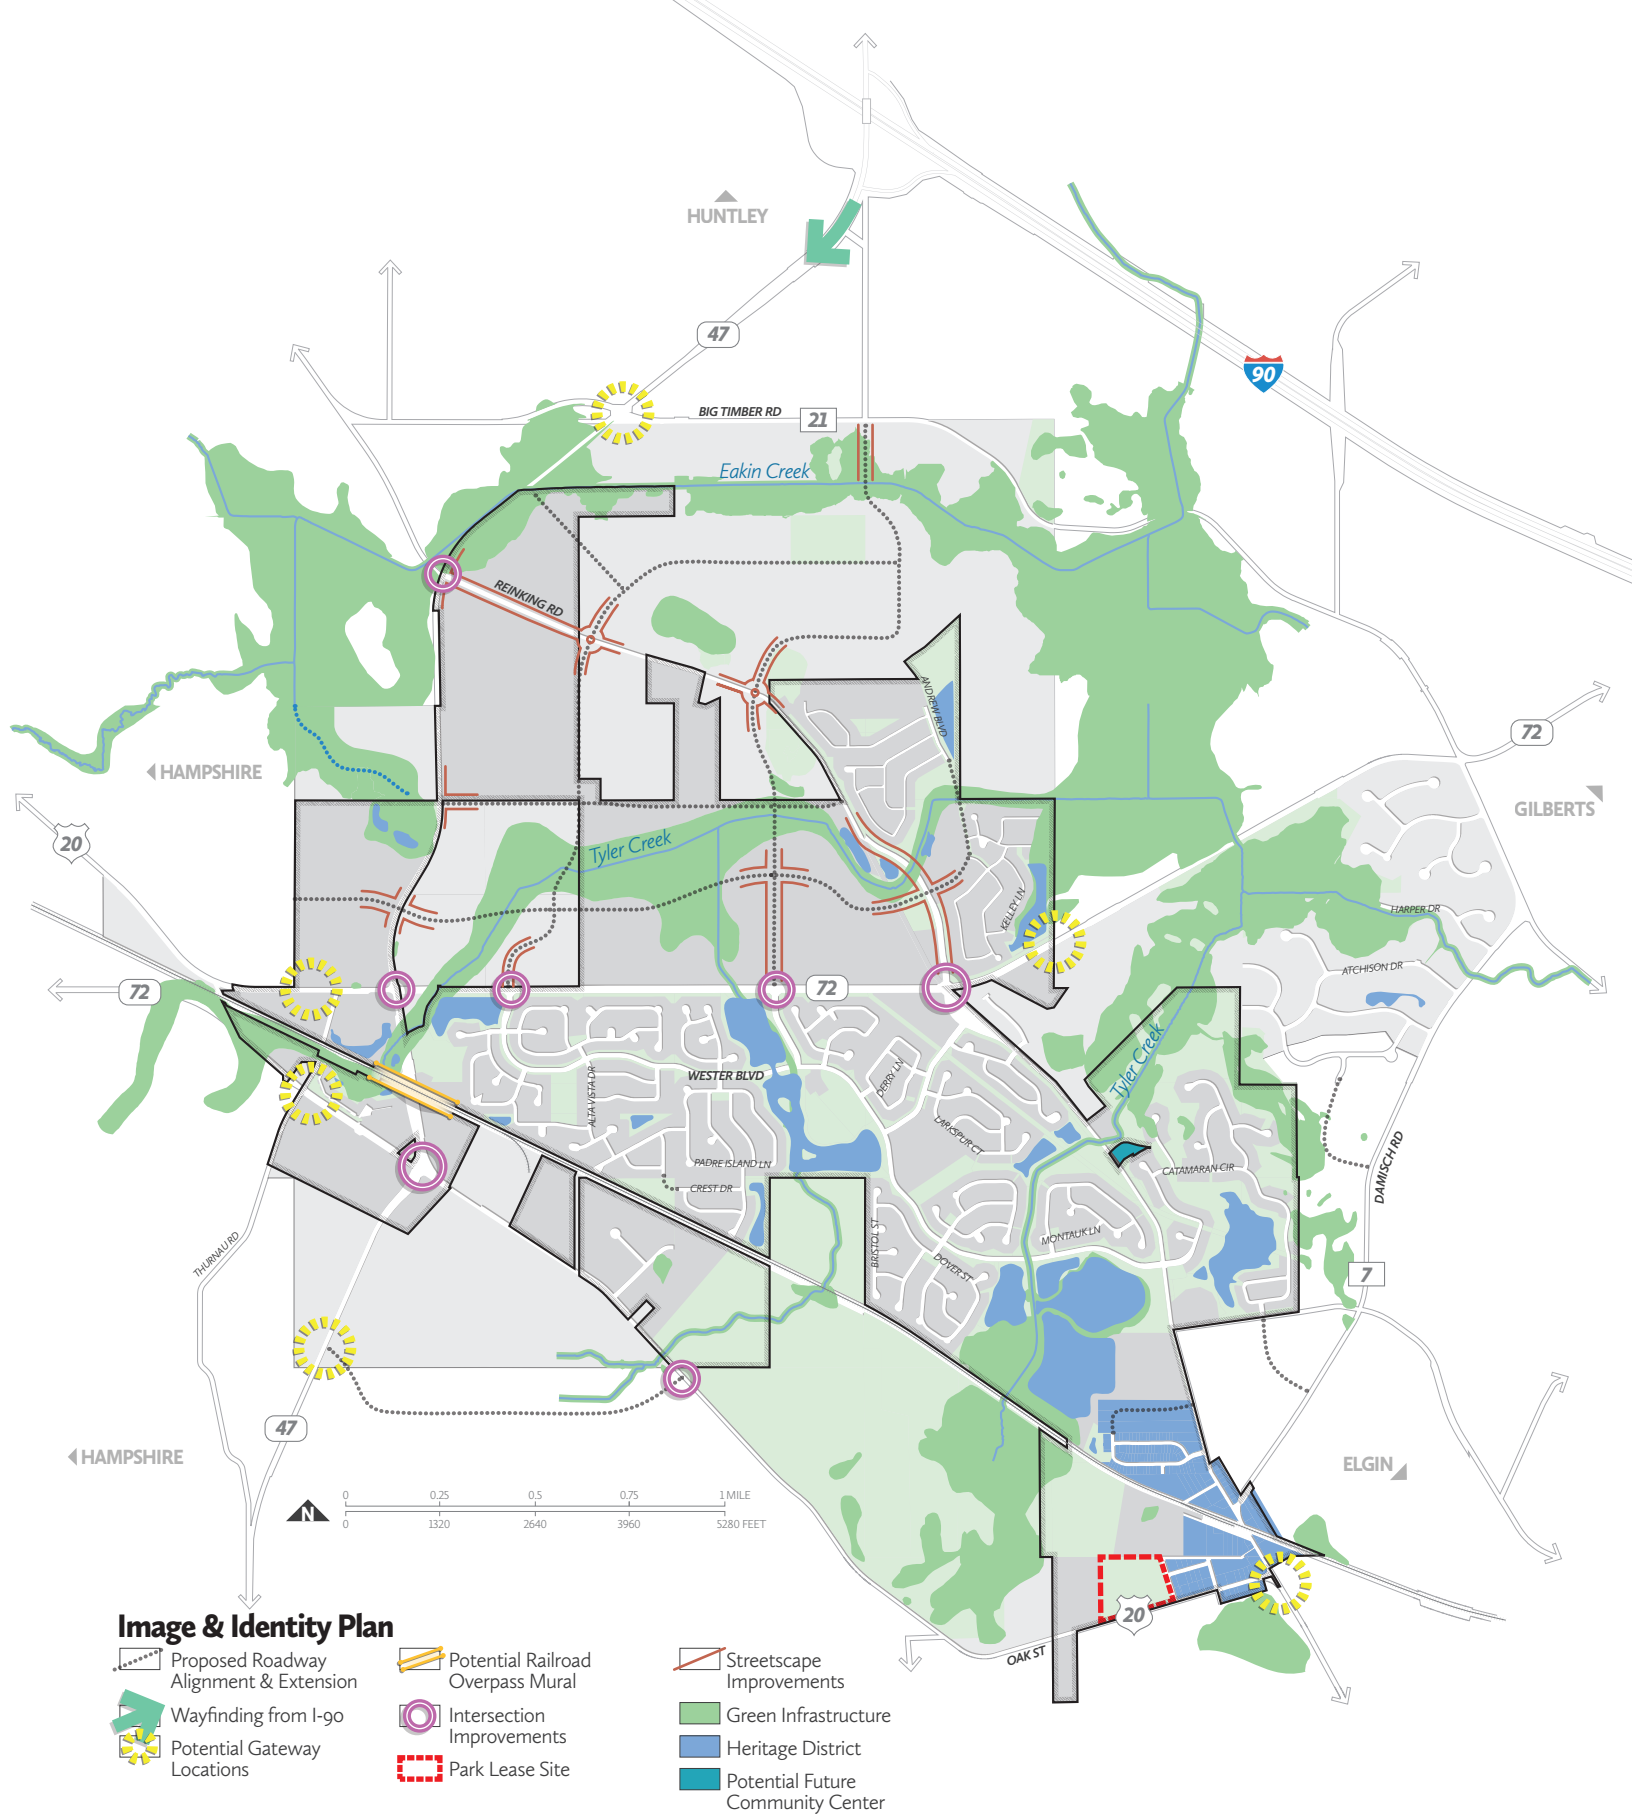 HUNTLEY
47
90
BIG TIMBER RD
21
Eakin Creek
REINKING RD
ANDREW BLVD
72
HAMPSHIRE
GILBERTS
20
Tyler Creek
KELLEY LN
HARPER DR
ATCHISON DR
72
72
Tyler Creek
WESTER BLVD
DERRY LN
ALTA VISTA DR
LARKSPUR CT
PADRE ISLAND LN
CATAMARAN CIR
DAMISCH RD
CREST DR
BRISTOL ST
MONTAUK LN
THURNAU RD
DOVER ST
7
47
HAMPSHIRE
ELGIN
N
0 0.25 0.5 0.75 1 MILE
0 1320 2640 3960 5280 FEET
20
OAK ST
Image & Identity Plan
Proposed Roadway
Alignment & Extension
Wayfinding from I-90
Potential Gateway
Locations
Potential Railroad
Overpass Mural
Intersection
Improvements
Park Lease Site
Streetscape
Improvements
Green Infrastructure
Heritage District
Potential Future
Community Center